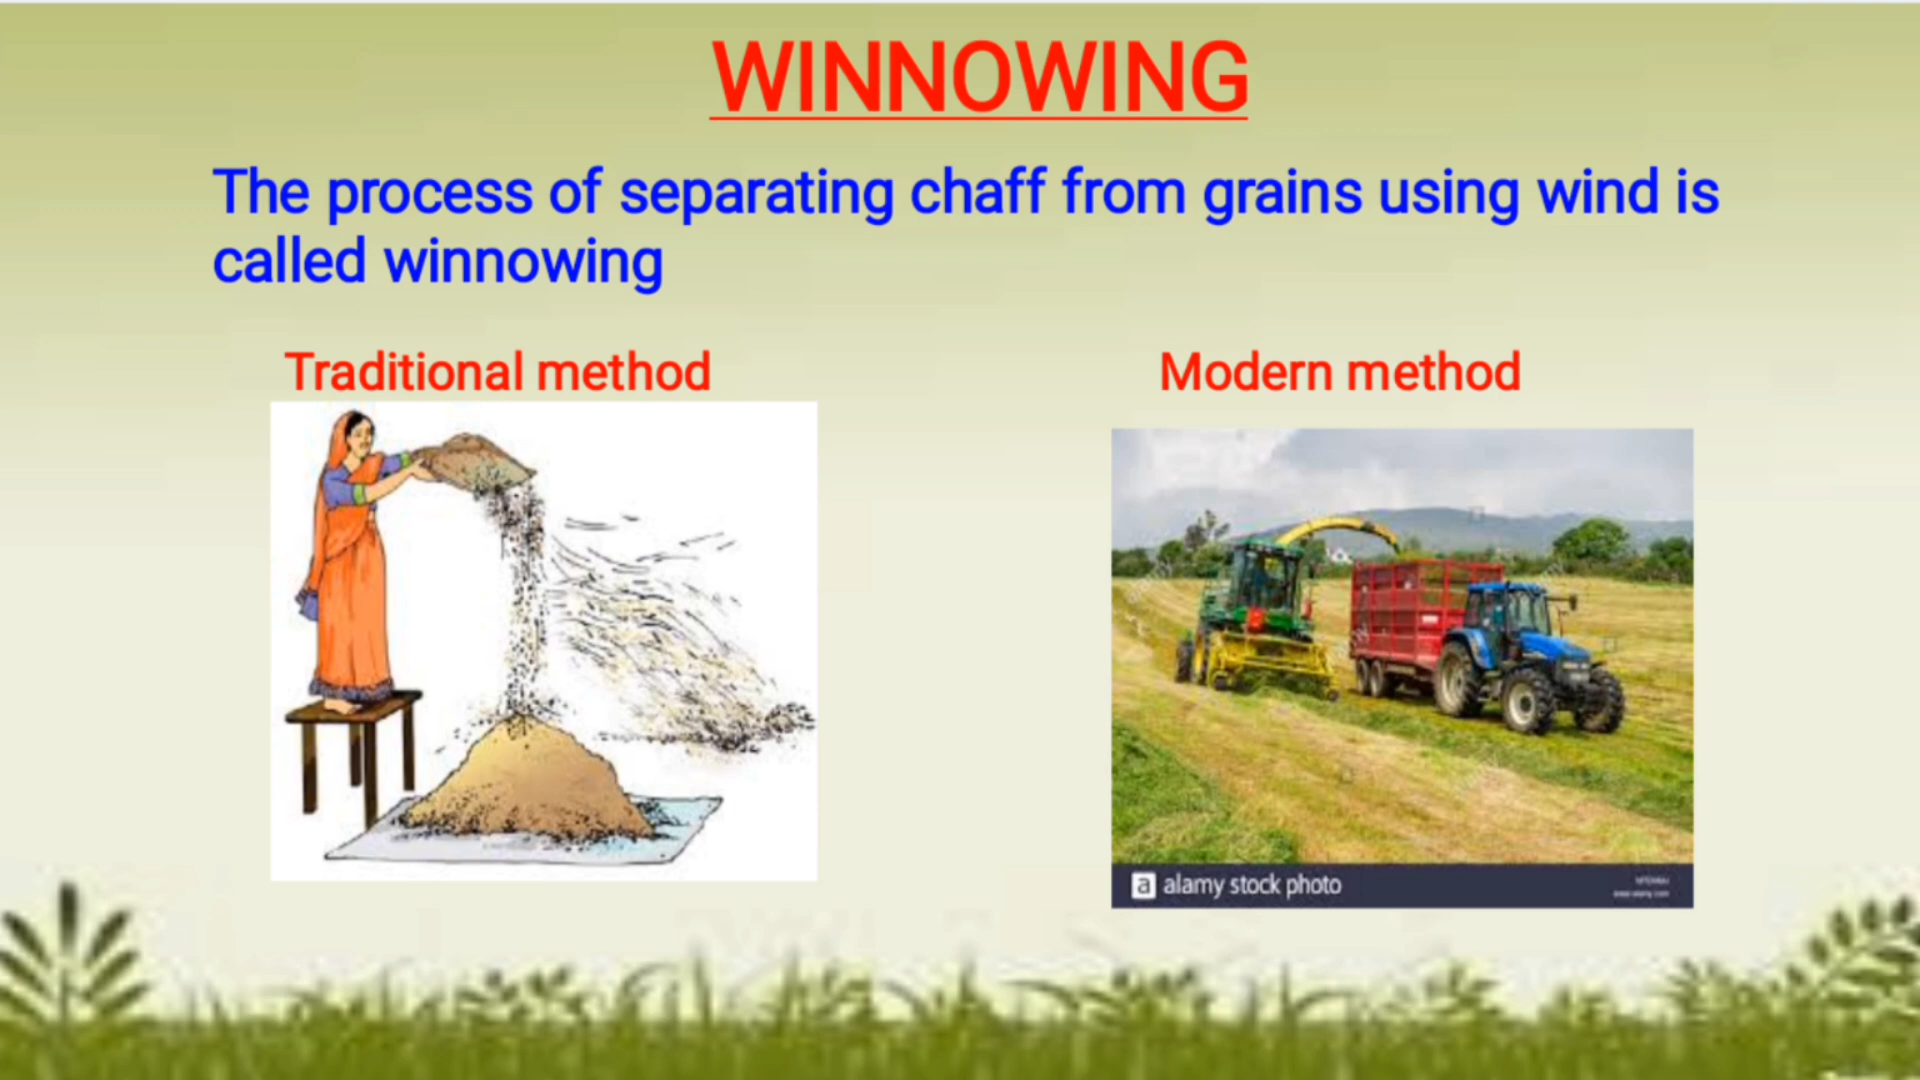 WINNOWING
The process of separating chaff from grains using wind is
called winnowing
Traditional method
Modern method
a alamy stock photo